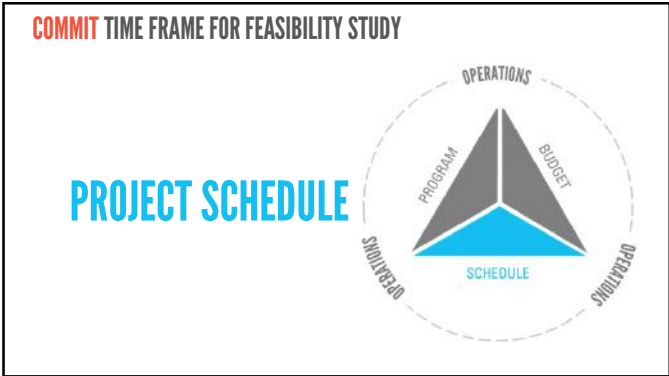 COMMIT TIME FRAME FOR FEASIBILITY STUDY
OPERATIONS
PROGRAM
BUDGET
PROJECT SCHEDULE
OPERATIONS
OPERATIONS
SCHEDULE